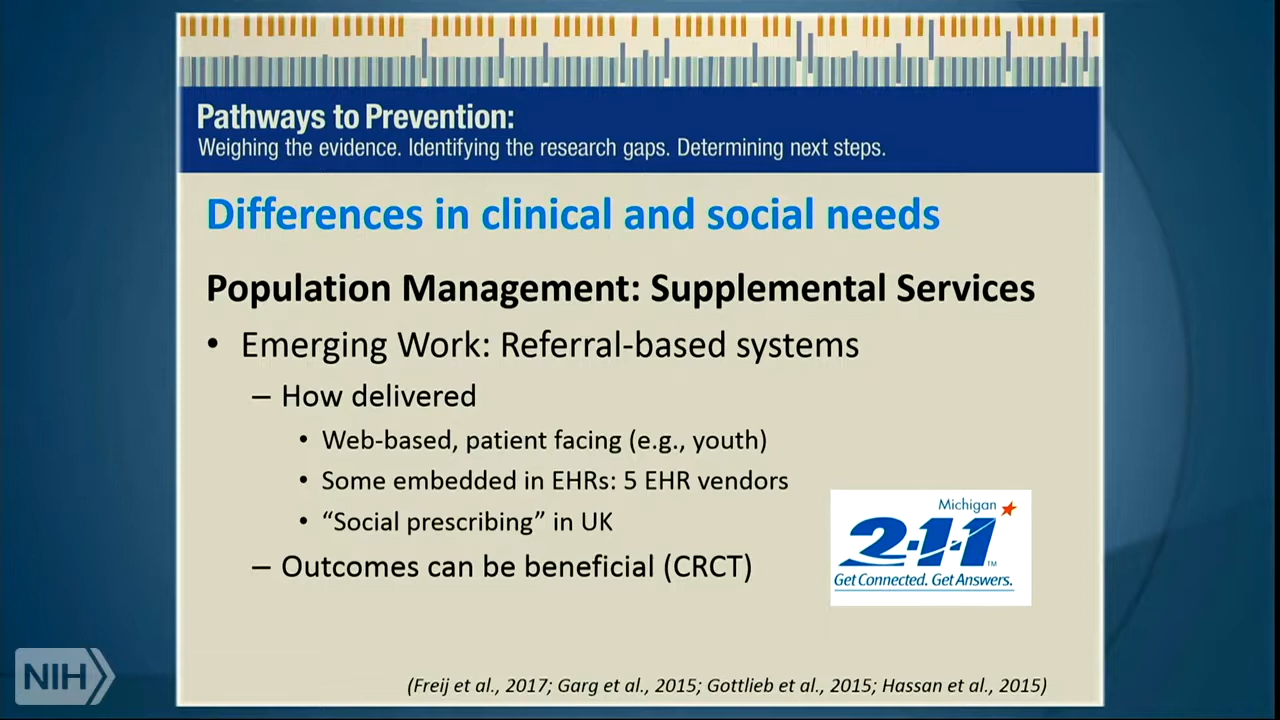 Pathways to Prevention:
Weighing the evidence. Identifying the research gaps. Determining next steps.
Differences in clinical and social needs
Population Management: Supplemental Services
• Emerging Work: Referral-based systems
– How delivered
• Web-based, patient facing (e.g., youth)
• Some embedded in EHRs: 5 EHR vendors
• “Social prescribing” in UK
– Outcomes can be beneficial (CRCT)
Michigan
2-1-1™
Get Connected. Get Answers.
(Freij et al., 2017; Garg et al., 2015; Gottlieb et al., 2015; Hassan et al., 2015)
NIH